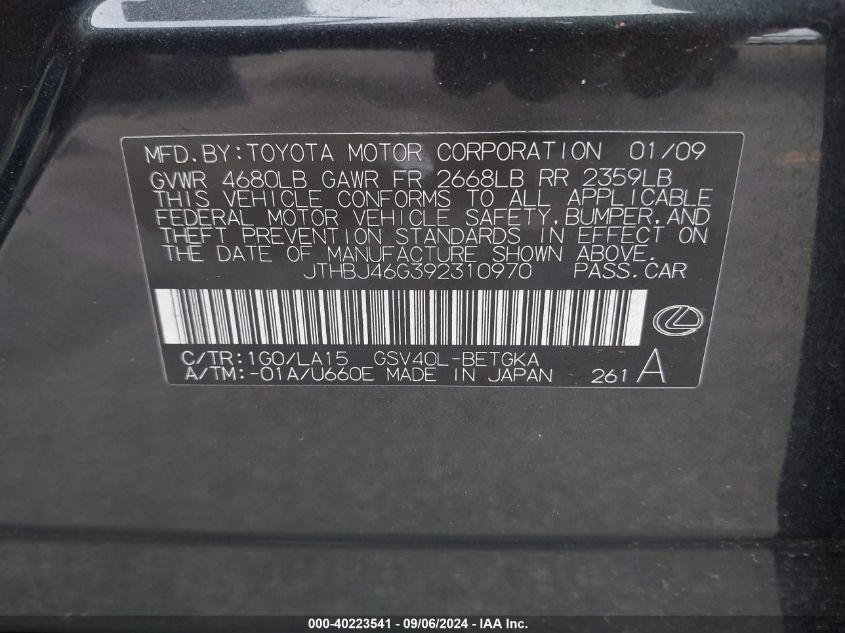 MFD.BY:TOYOTA MOTOR CORPORATION 01/09
GVWR 4680LB GAWR FR 2668LB RR 2359LB
THIS VEHICLE CONFORMS TO ALL APPLICABLE
FEDERAL MOTOR VEHICLE SAFETY,BUMPER,AND
THEFT PREVENTION STANDARDS IN EFFECT ON
THE DATE OF MANUFACTURE SHOWN ABOVE.
JTHBJ46G392310970 PASS.CAR
C/TR:1G0/LA15 GSV40L-BETGKA
A/TM:-01A/U660E MADE IN JAPAN 261 A
000-40223541 - 09/06/2024 - IAA Inc.